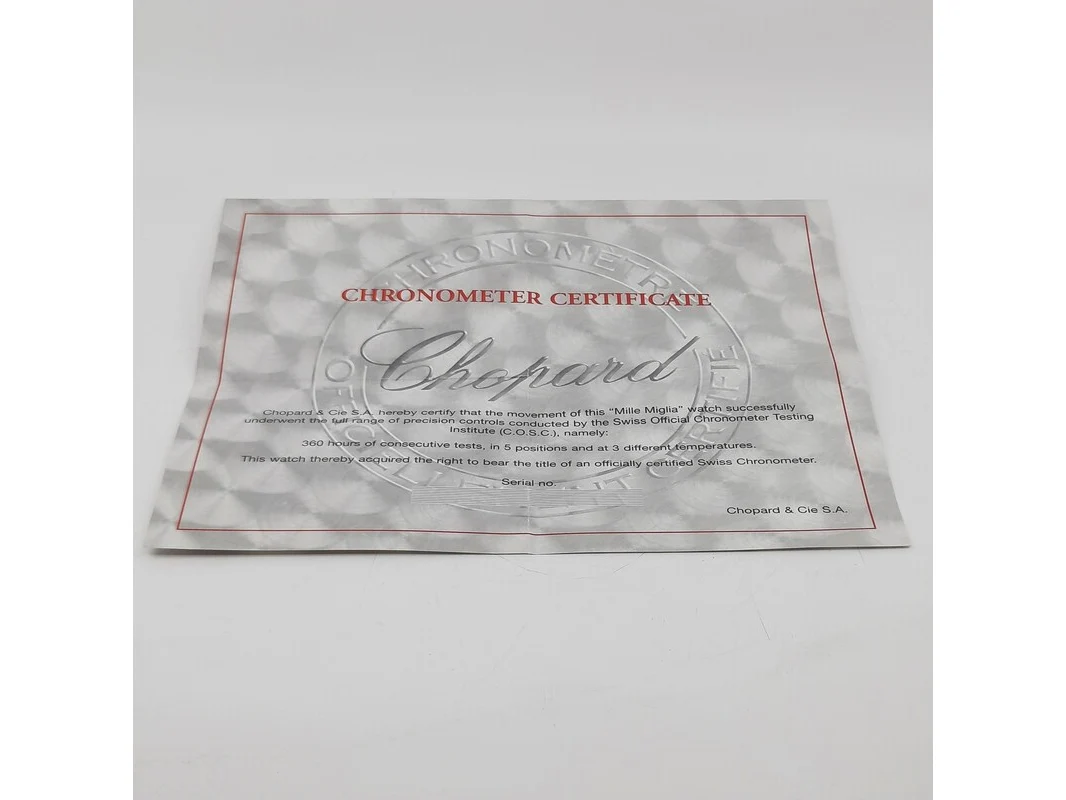 CHRONOMETER CERTIFICATE
Chopard
Chopard & Cie S.A. hereby certify that the movement of this "Mille Miglia" watch successfully
underwent the full range of precision controls conducted by the Swiss Official Chronometer Testing
Institute (C.O.S.C.), namely:
360 hours of consecutive tests, in 5 positions and at 3 different temperatures.
This watch thereby acquired the right to bear the title of an officially certified Swiss Chronometer.
Serial no.
Chopard & Cie S.A.